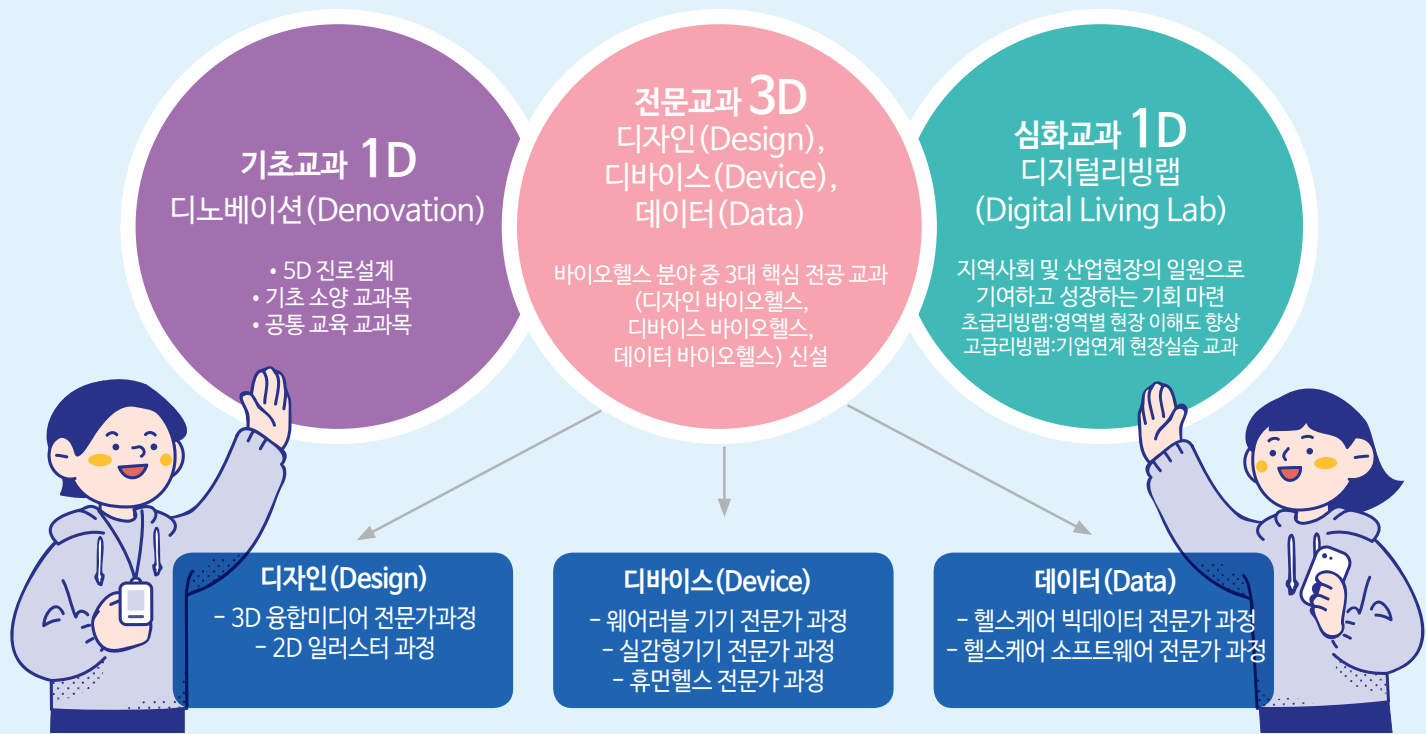 기초교과 1D
디노베이션(Denovation)
• 5D 진로설계
• 기초 소양 교과목
• 공통 교육 교과목
전문교과 3D
디자인(Design),
디바이스(Device),
데이터(Data)
바이오헬스 분야 중 3대 핵심 전공 교과
(디자인 바이오헬스,
디바이스 바이오헬스,
데이터 바이오헬스) 신설
심화교과 1D
디지털리빙랩
(Digital Living Lab)
지역사회 및 산업현장의 일원으로
기여하고 성장하는 기회 마련
초급리빙랩:영역별 현장 이해도 향상
고급리빙랩:기업연계 현장실습 교과
디자인(Design)
- 3D 융합미디어 전문가과정
- 2D 일러스터 과정
디바이스(Device)
- 웨어러블 기기 전문가 과정
- 실감형기기 전문가 과정
- 휴먼헬스 전문가 과정
데이터(Data)
- 헬스케어 빅데이터 전문가 과정
- 헬스케어 소프트웨어 전문가 과정